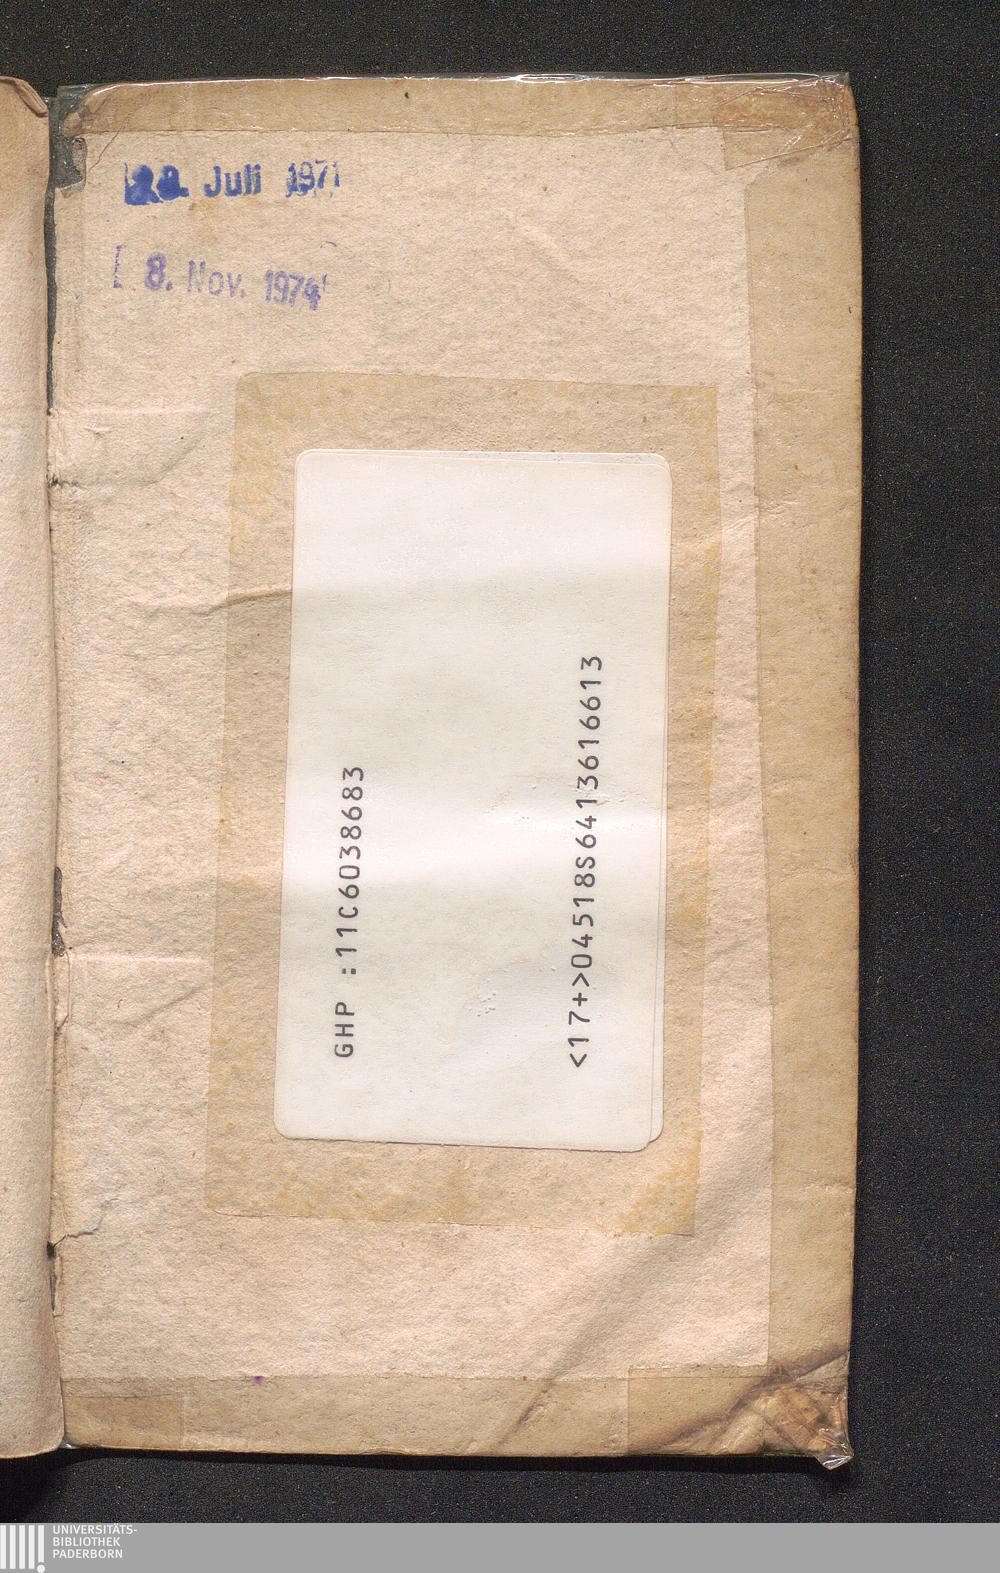 Juli 1971
8. Nov. 1974
GHP :11C6038683
<17+>04518S6413616613
UNIVERSITÄTS-
BIBLIOTHEK
PADERBORN